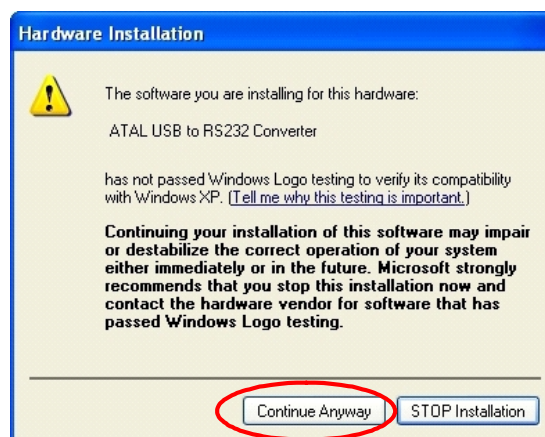 Hardware Installation
The software you are installing for this hardware:
ATAL USB to RS232 Converter
has not passed Windows Logo testing to verify its compatibility
with Windows XP. (Tell me why this testing is important.)
Continuing your installation of this software may impair
or destabilize the correct operation of your system
either immediately or in the future. Microsoft strongly
recommends that you stop this installation now and
contact the hardware vendor for software that has
passed Windows Logo testing.
Continue Anyway STOP Installation